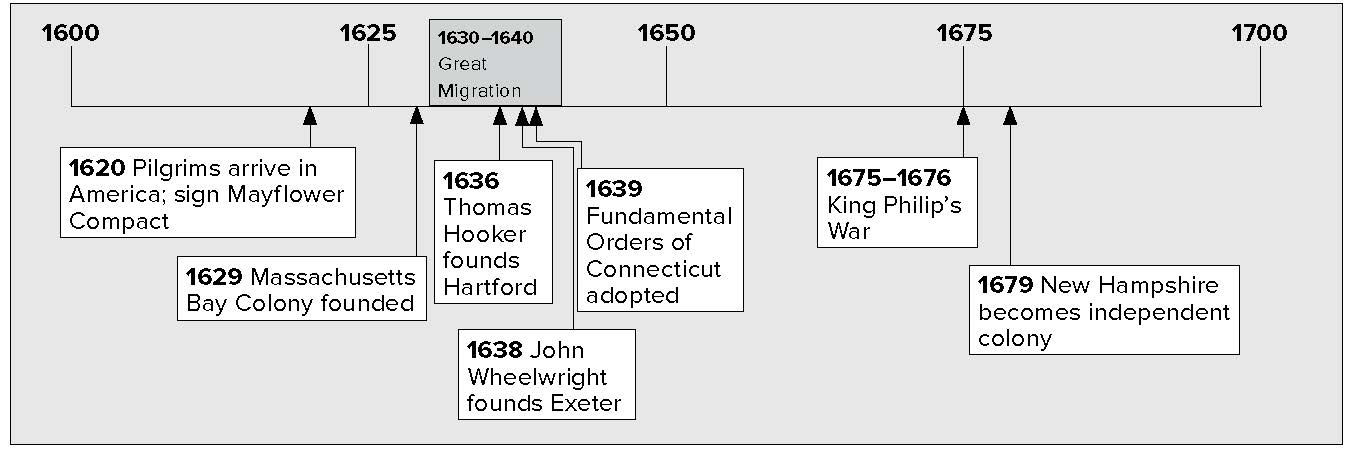 1600
1625
1630–1640
Great
Migration
1650
1675
1700
1620 Pilgrims arrive in
America; sign Mayflower
Compact
1629 Massachusetts
Bay Colony founded
1636
Thomas
Hooker
founds
Hartford
1638 John
Wheelwright
founds Exeter
1639
Fundamental
Orders of
Connecticut
adopted
1675–1676
King Philip’s
War
1679 New Hampshire
becomes independent
colony